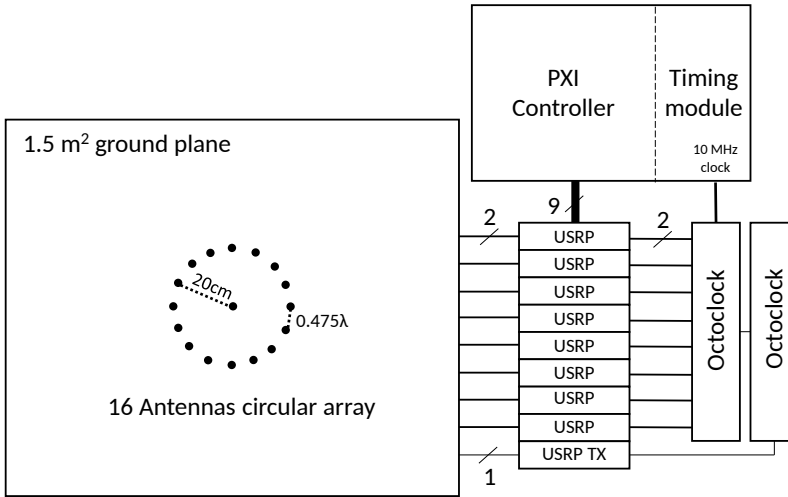 PXI
Controller
Timing
module
10 MHz
clock
1.5 m² ground plane
20cm
0.475λ
16 Antennas circular array
2
9
2
USRP
USRP
USRP
USRP
USRP
USRP
USRP
USRP
USRP TX
1
Octoclock
Octoclock